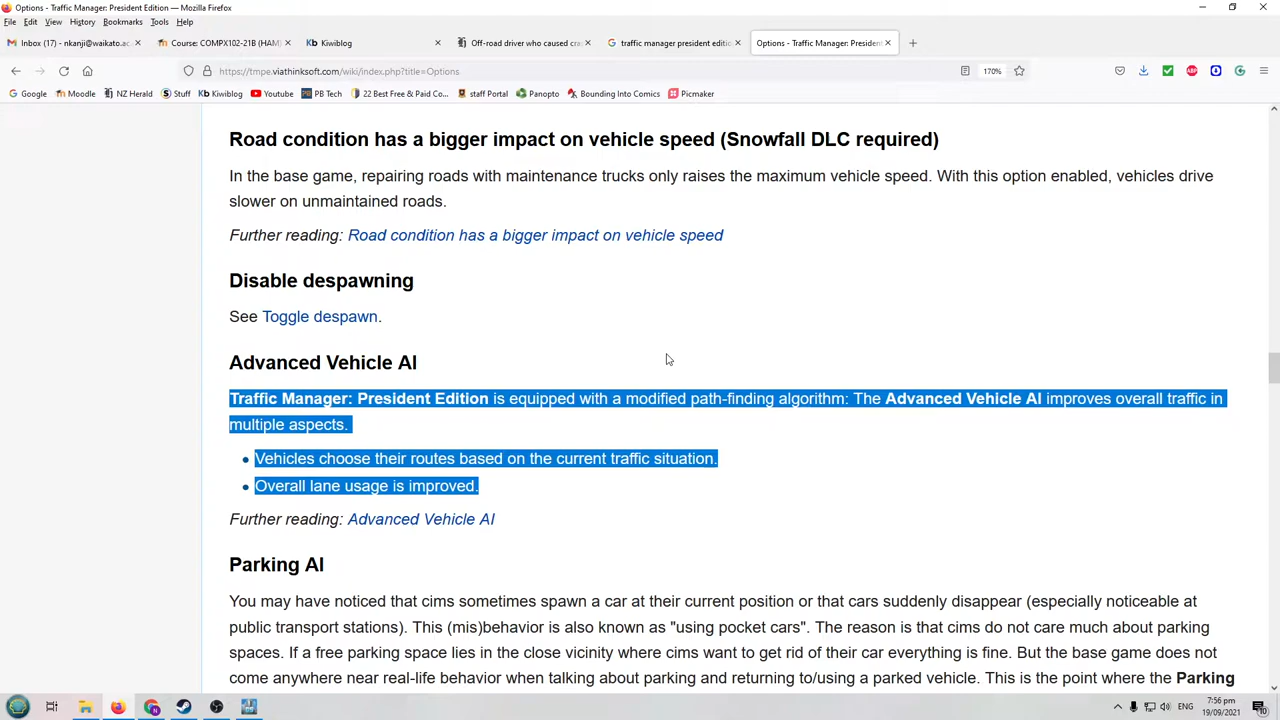 Options - Traffic Manager: President Edition — Mozilla Firefox
File Edit View History Bookmarks Tools Help
Inbox (17) - nkanji@waikato.ac. Course: COMPX102-21B (HAM) Kiwiblog Off-road driver who caused cra traffic manager president editio Options - Traffic Manager: Presiden
https://tmpe.viathinksoft.com/wiki/index.php?title=Options 170%
Google Moodle NZ Herald Stuff Kiwiblog Youtube PB Tech 22 Best Free & Paid Co... staff Portal Panopto Bounding Into Comics Picmaker
Road condition has a bigger impact on vehicle speed (Snowfall DLC required)
In the base game, repairing roads with maintenance trucks only raises the maximum vehicle speed. With this option enabled, vehicles drive
slower on unmaintained roads.
Further reading: Road condition has a bigger impact on vehicle speed
Disable despawning
See Toggle despawn.
Advanced Vehicle AI
Traffic Manager: President Edition is equipped with a modified path-finding algorithm: The Advanced Vehicle AI improves overall traffic in
multiple aspects.
• Vehicles choose their routes based on the current traffic situation.
• Overall lane usage is improved.
Further reading: Advanced Vehicle AI
Parking AI
You may have noticed that cims sometimes spawn a car at their current position or that cars suddenly disappear (especially noticeable at
public transport stations). This (mis)behavior is also known as "using pocket cars". The reason is that cims do not care much about parking
spaces. If a free parking space lies in the close vicinity where cims want to get rid of their car everything is fine. But the base game does not
come anywhere near real-life behavior when talking about parking and returning to/using a parked vehicle. This is the point where the Parking
ENG
7:56 pm
19/09/2021